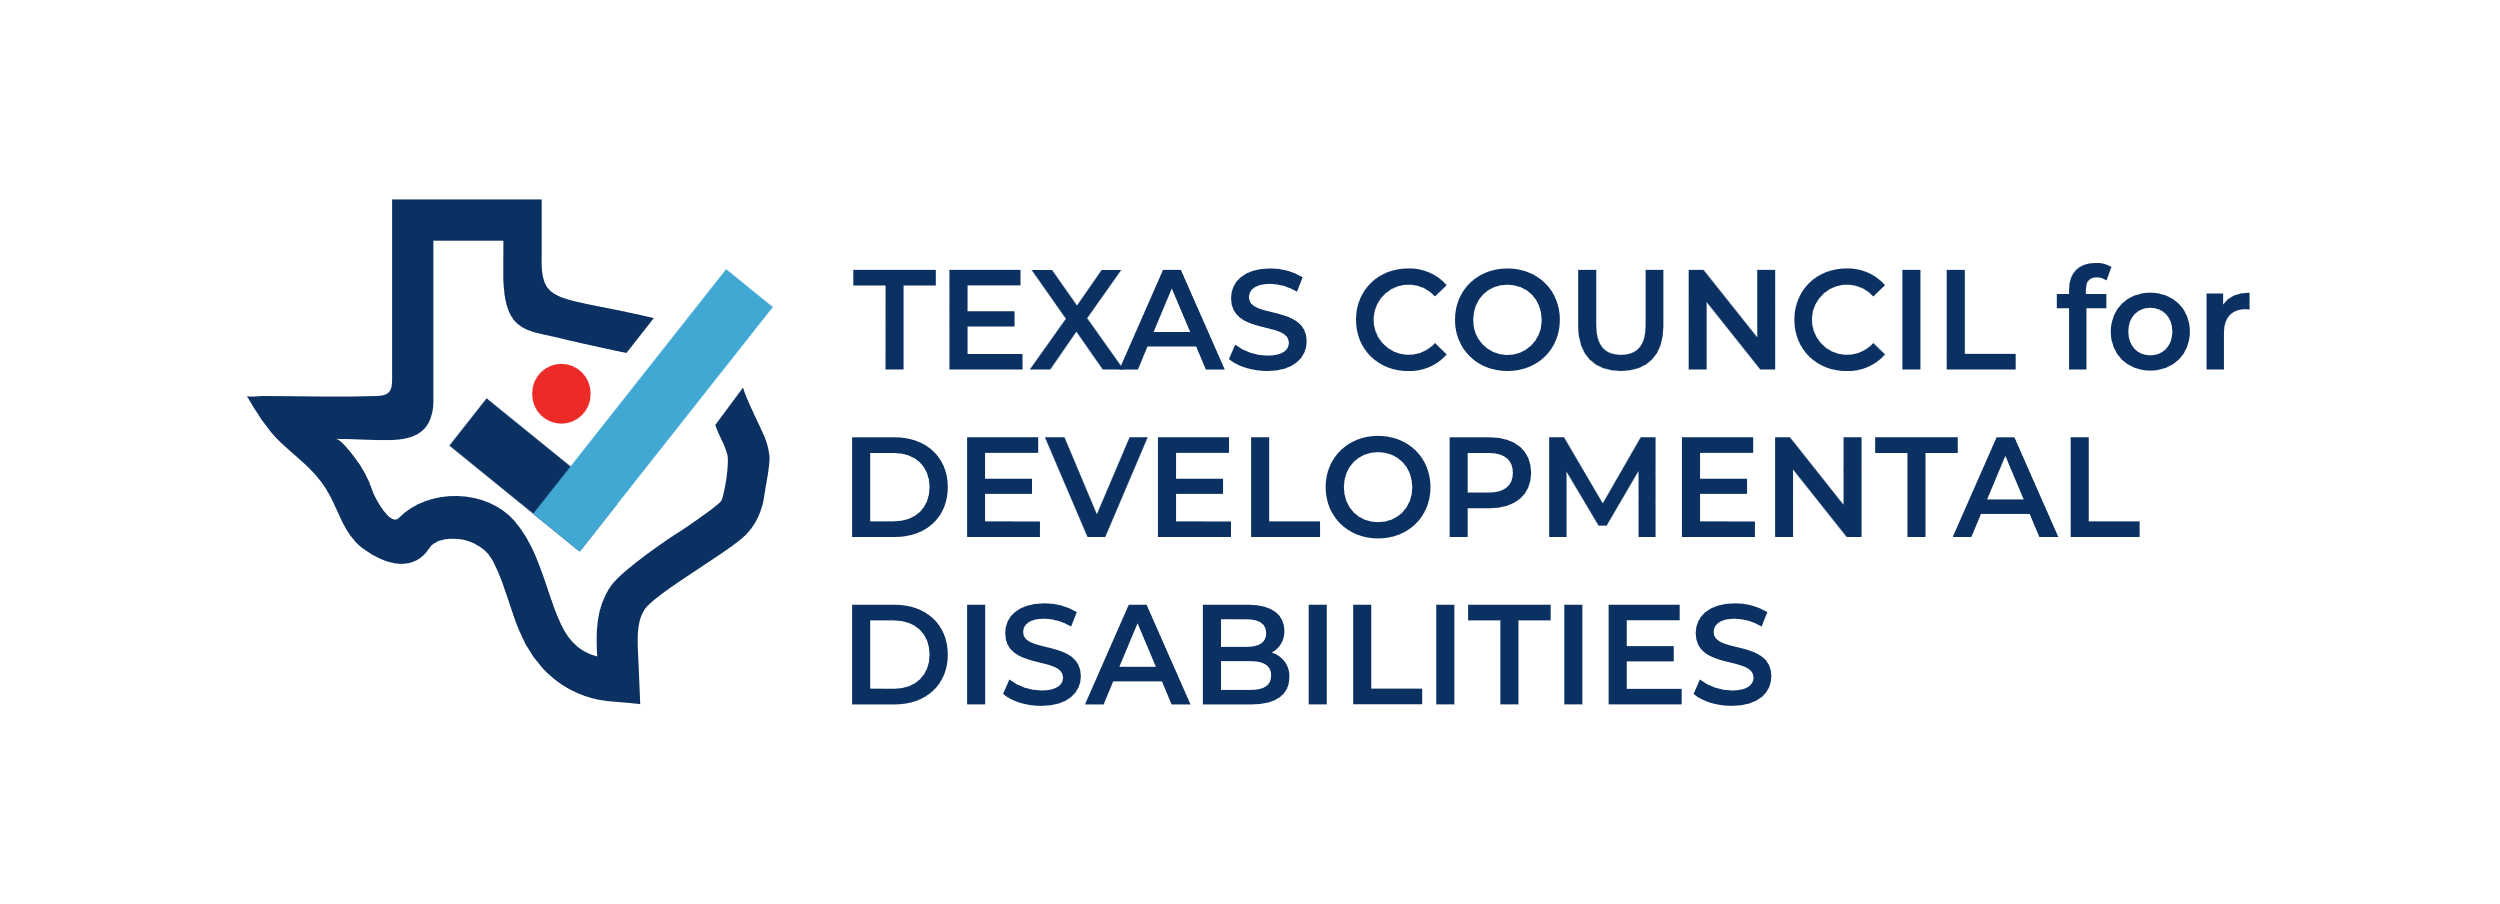 TEXAS COUNCIL for
DEVELOPMENTAL
DISABILITIES